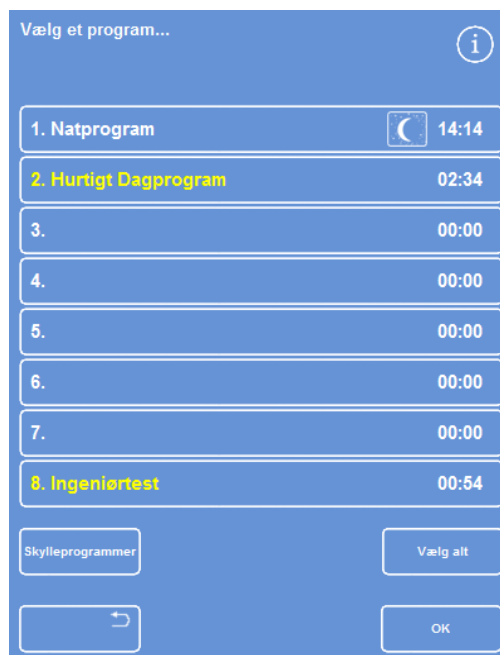 Vælg et program...
i
1. Natprogram 14:14
2. Hurtigt Dagprogram 02:34
3. 00:00
4. 00:00
5. 00:00
6. 00:00
7. 00:00
8. Ingeniørtest 00:54
Skylleprogrammer Vælg alt
OK